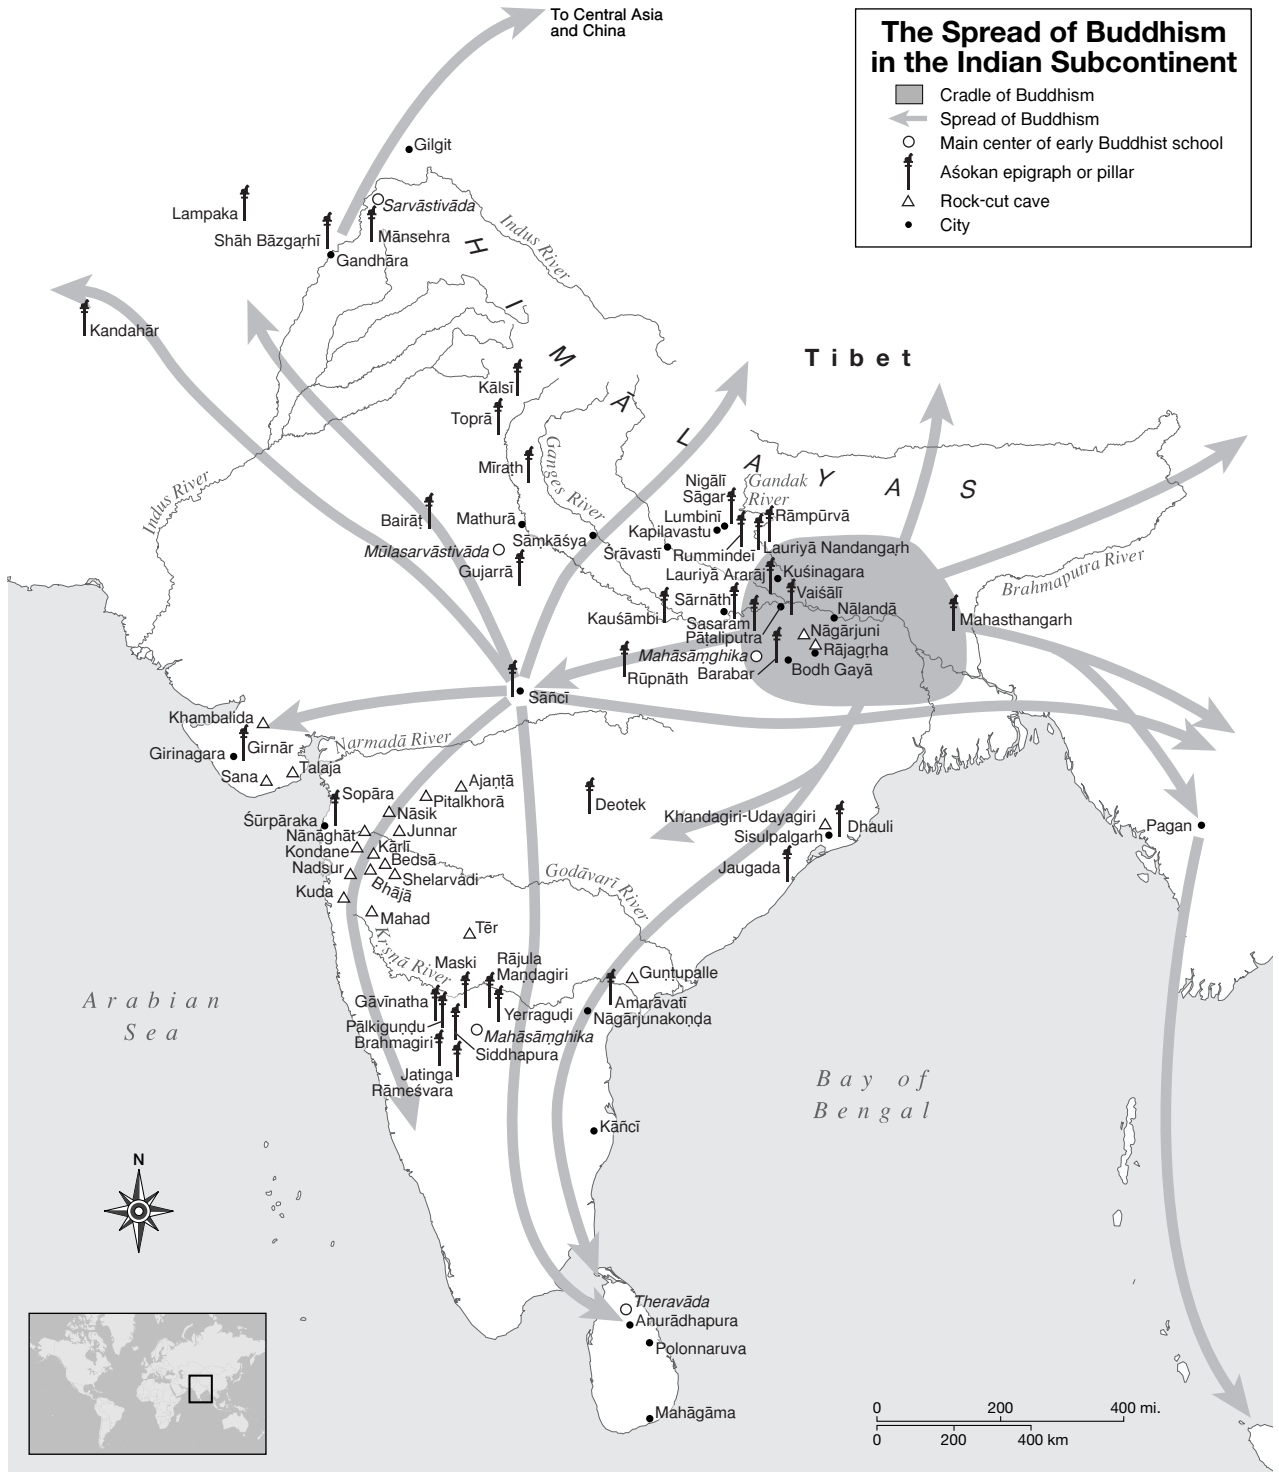 To Central Asia
and China
The Spread of Buddhism
in the Indian Subcontinent
Cradle of Buddhism
Spread of Buddhism
Main center of early Buddhist school
Aśokan epigraph or pillar
Rock-cut cave
City
Gilgit
Lampaka
Sarvāstivāda
Shāh Bāzgaṛhī
Mānsehra
Indus River
Gandhāra
H I M Ā L A Y A S
Kandahār
Tibet
Kālsī
Toprā
Mīraṭh
Ganges River
Indus River
Nigālī
Sāgar
Gandak
River
Bairāṭ
Mathurā
Lumbinī
Rāmpūrvā
Kapilavastu
Sāṃkāśya
Mūlasarvāstivāda
Śrāvastī
Rummindeī
Lauriyā Nandangaṛh
Gujarrā
Lauriyā Ararāj
Kuśinagara
Brahmaputra River
Vaiśālī
Sārnāth
Nālandā
Kauśāmbi
Sasaram
Mahasthangarh
Pāṭaliputra
Nāgārjuni
Mahāsāṃghika
Rājagṛha
Rūpnāth
Barabar
Bodh Gayā
Sāñcī
Khambalida
Girnār
Girinagara
Narmadā River
Sana
Talaja
Ajaṇṭā
Sopāra
Pitalkhorā
Deotek
Śūrpāraka
Nāsik
Khandagiri-Udayagiri
Dhauli
Nānāghāt
Junnar
Sisulpalgarh
Pagan
Kondane
Kārlī
Bedsā
Nadsur
Shelarvadi
Jaugada
Kuda
Bhājā
Godāvarī River
Mahad
Tēr
Kṛṣṇā River
Maski
Rājula
Maṇḍagiri
Guṇṭupalle
Arabian
Sea
Gāvīnatha
Amarāvatī
Yerraguḍi
Nāgārjunakoṇḍa
Pālkiguṇḍu
Brahmagiri
Mahāsāṃghika
Siddhapura
Jatinga
Rāmeśvara
Bay of
Bengal
Kāñcī
N
Theravāda
Anurādhapura
Polonnaruva
Mahāgāma
0 200 400 mi.
0 200 400 km